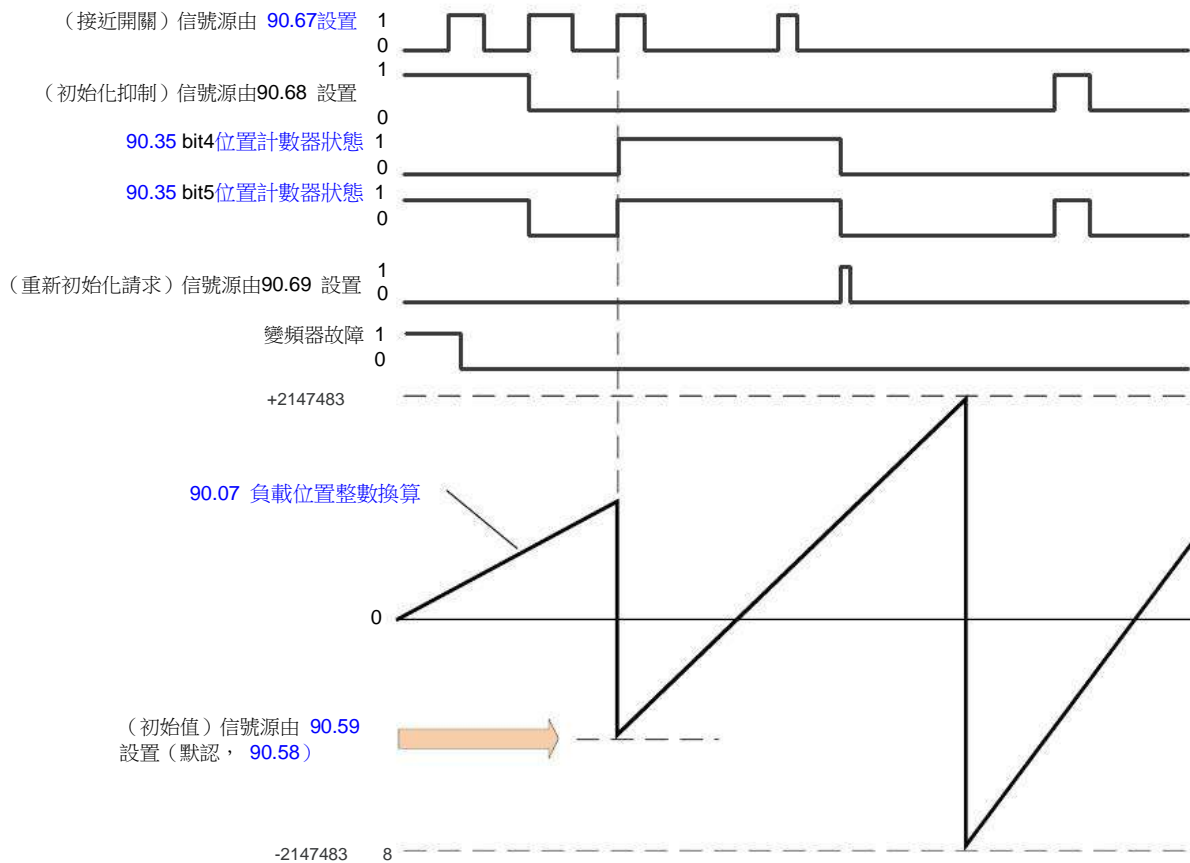 （接近開關）信號源由 90.67設置 1
0
1
（初始化抑制）信號源由90.68 設置
0
90.35 bit4位置計數器狀態 1
0
90.35 bit5位置計數器狀態 1
0
（重新初始化請求）信號源由90.69 設置 1
0
變頻器故障 1
0
+2147483
90.07 負載位置整數換算
0
（初始值）信號源由 90.59
設置（默認， 90.58）
-2147483 8